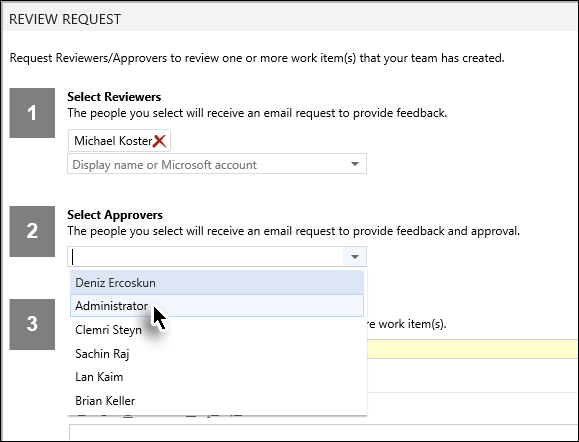 REVIEW REQUEST
Request Reviewers/Approvers to review one or more work item(s) that your team has created.
1
Select Reviewers
The people you select will receive an email request to provide feedback.
Michael Koster
Display name or Microsoft account
2
Select Approvers
The people you select will receive an email request to provide feedback and approval.
Deniz Ercoskun
Administrator
3
re work item(s).
Clemri Steyn
Sachin Raj
Lan Kaim
Brian Keller